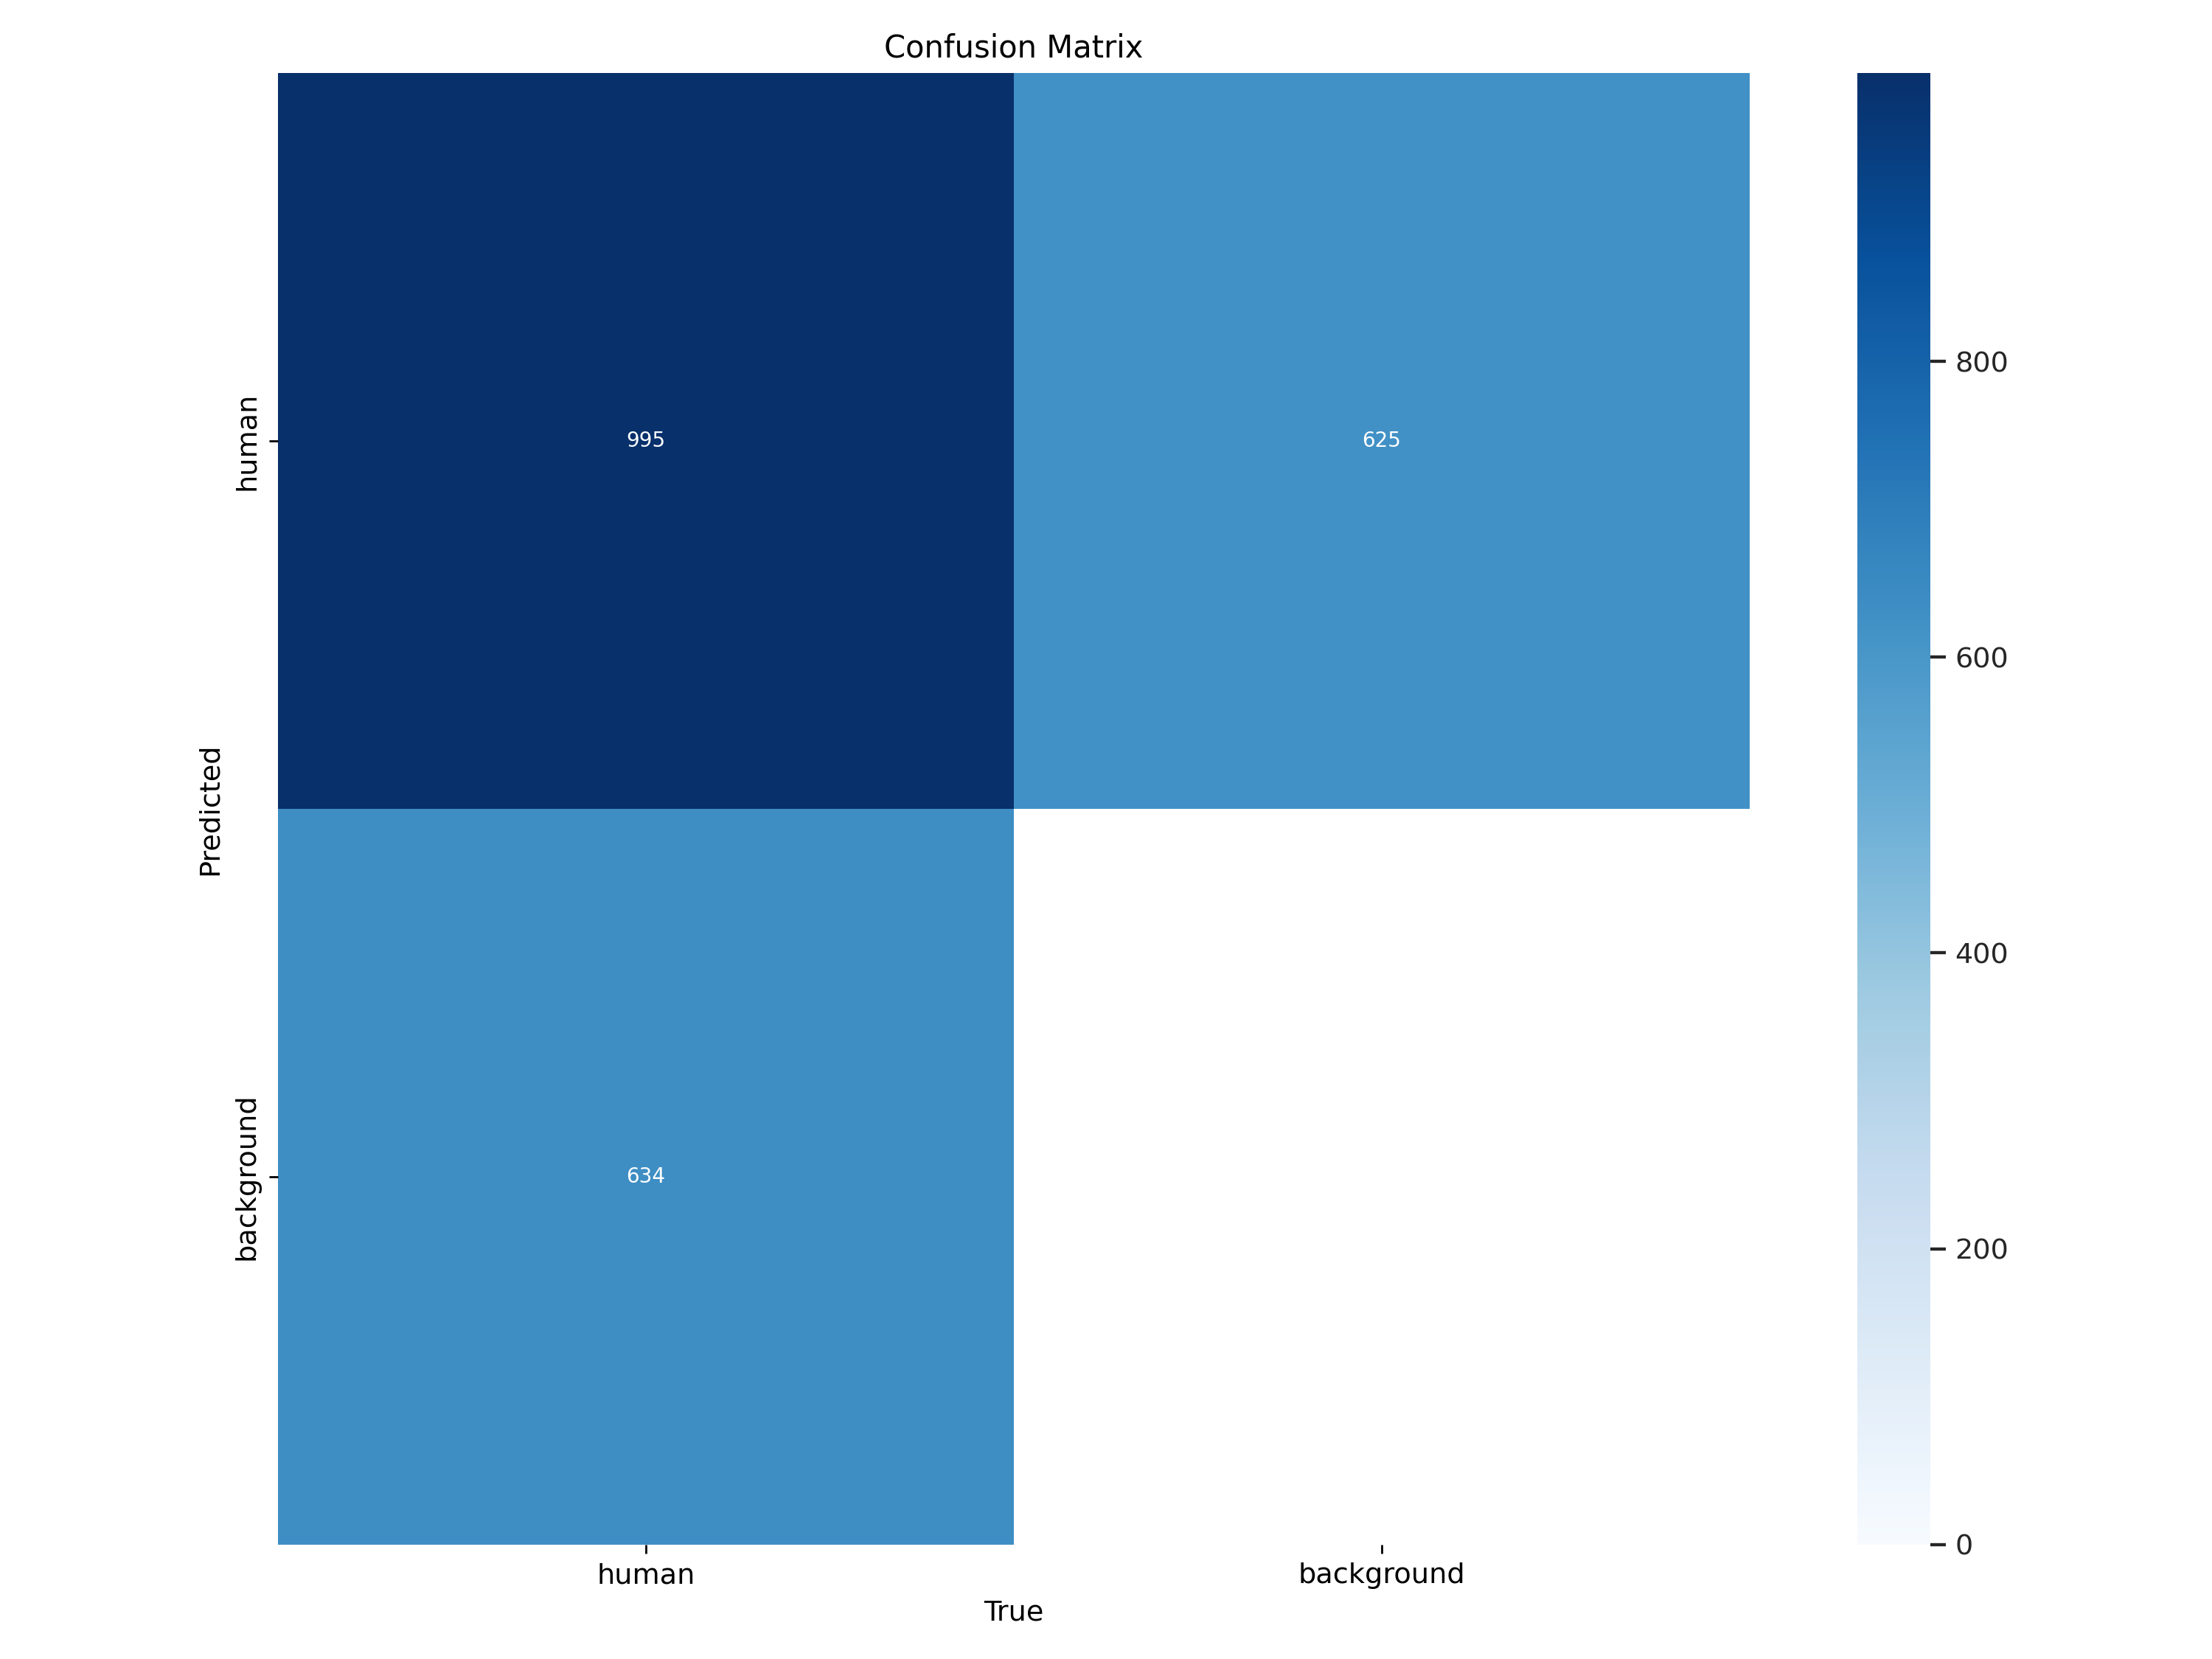 Confusion Matrix
human
995
625
800
600
Predicted
400
background
634
200
0
human
background
True